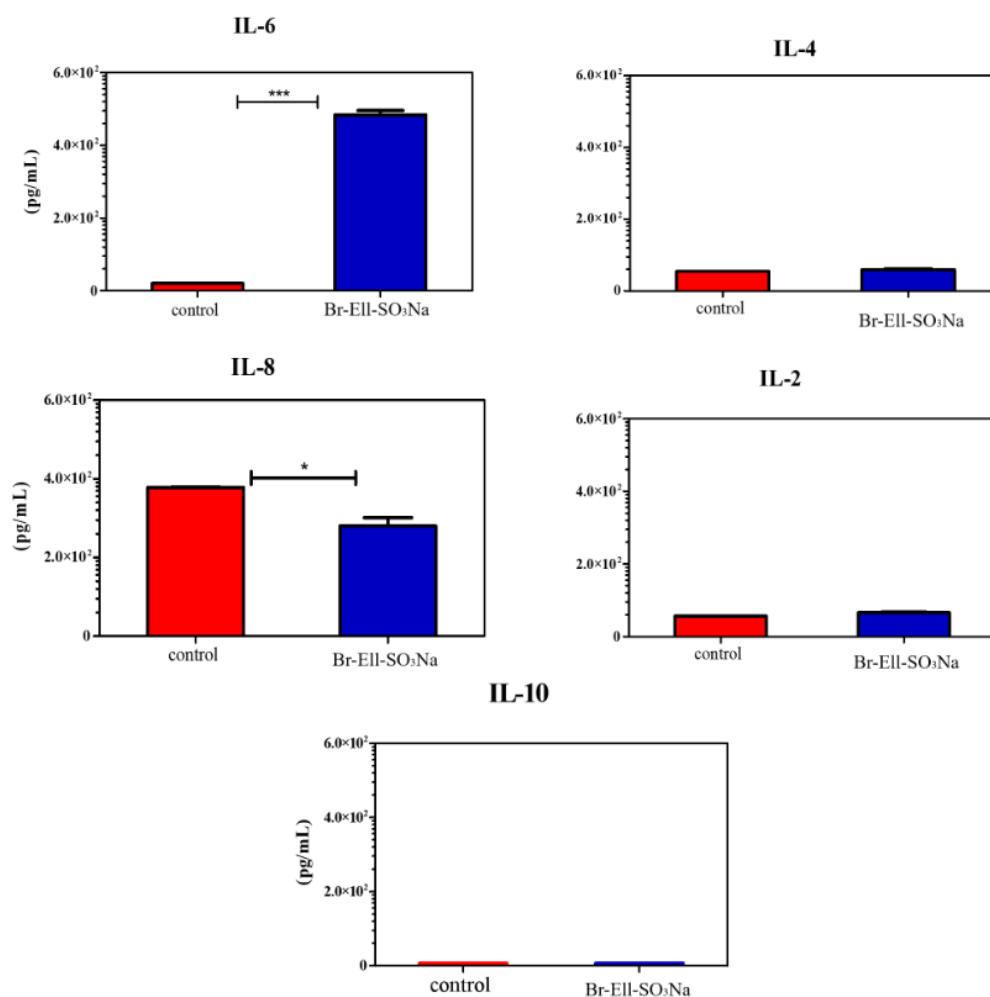 IL-6
6.0×10²
4.0×10²
2.0×10²
0
(pg/mL)
***
control
Br-Ell-SO₃Na
IL-4
6.0×10²
4.0×10²
2.0×10²
0
control
Br-Ell-SO₃Na
IL-8
6.0×10²
4.0×10²
2.0×10²
0
(pg/mL)
*
control
Br-Ell-SO₃Na
IL-2
6.0×10²
4.0×10²
2.0×10²
0
control
Br-Ell-SO₃Na
IL-10
6.0×10²
4.0×10²
2.0×10²
0
(pg/mL)
control
Br-Ell-SO₃Na